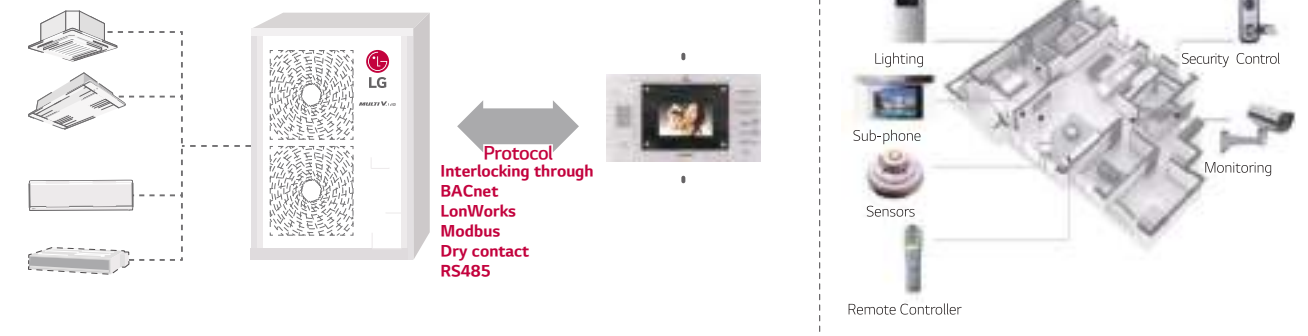 LG
MULTI V
Protocol
Interlocking through
BACnet
LonWorks
Modbus
Dry contact
RS485
Lighting
Security Control
Sub-phone
Monitoring
Sensors
Remote Controller